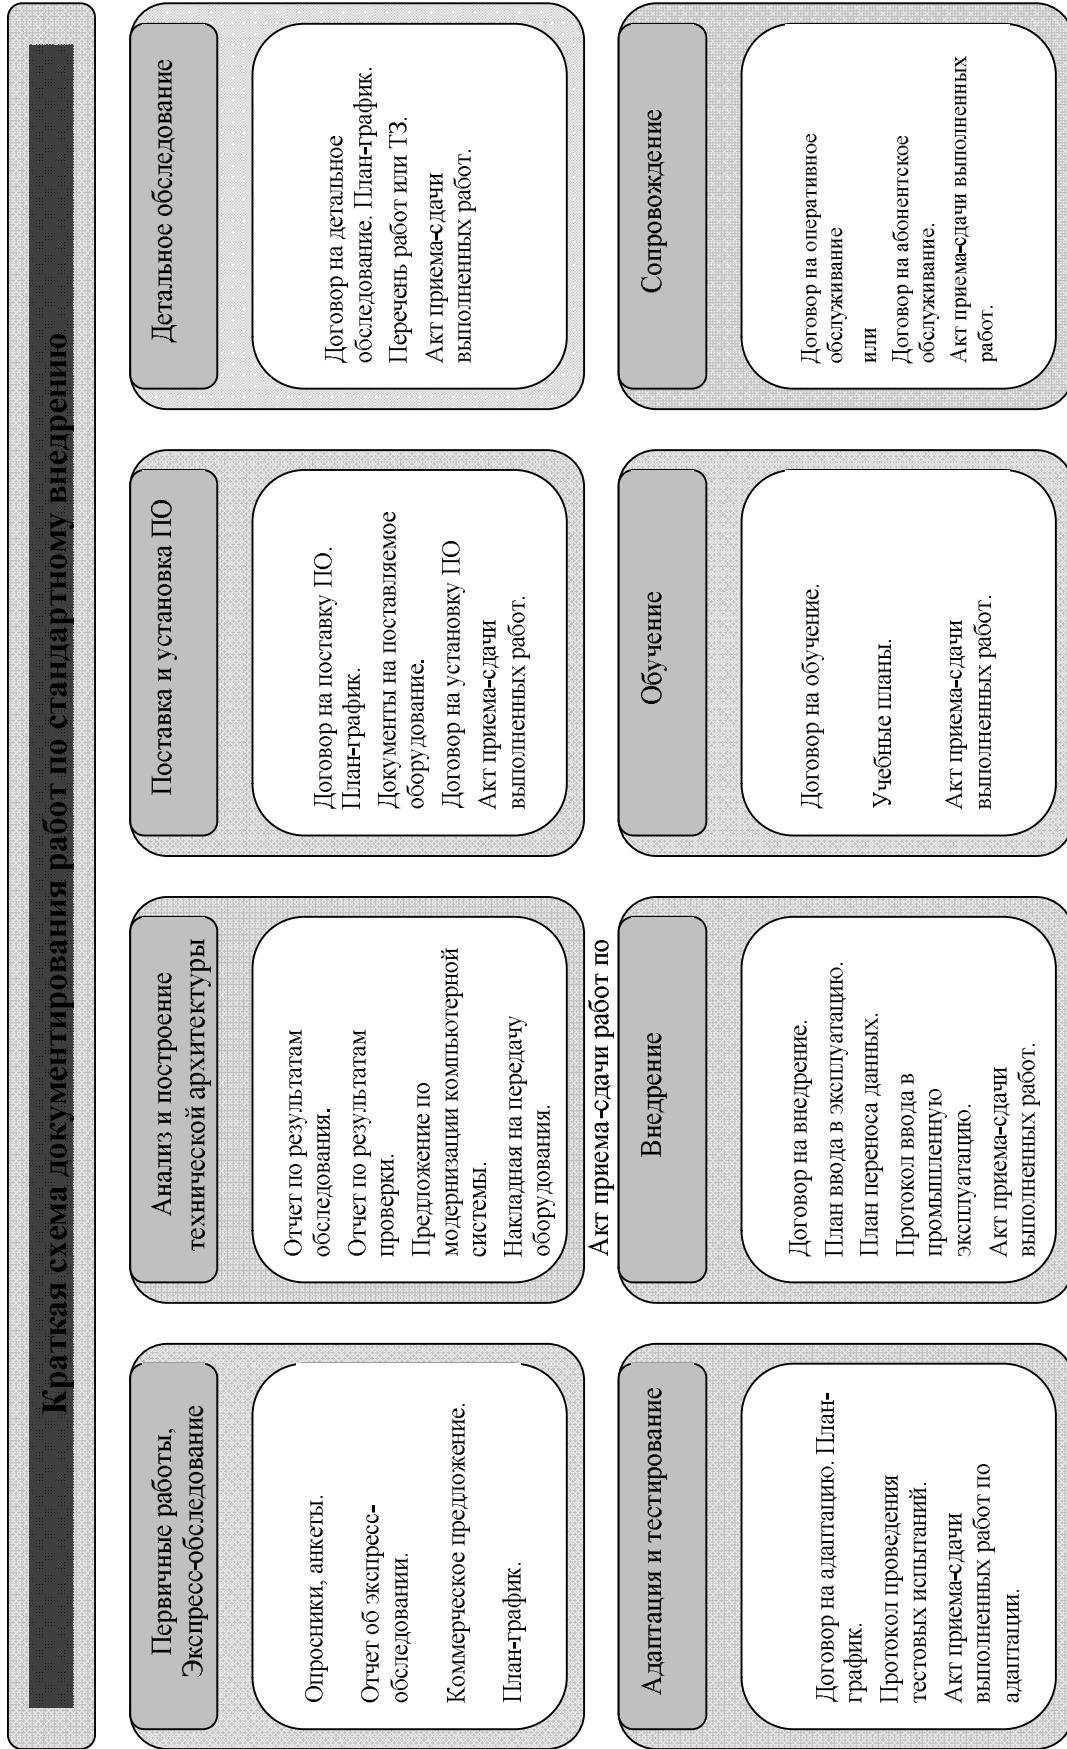 Краткая схема документирования работ по стандартному внедрению
Первичные работы,
Экспресс-обследование
Опросники, анкеты.
Отчет об экспресс-
обследовании.
Коммерческое предложение.
План-график.
Анализ и построение
технической архитектуры
Отчет по результатам
обследования.
Отчет по результатам
проверки.
Предложение по
модернизации компьютерной
системы.
Накладная на передачу
оборудования.
Акт приема-сдачи работ по
Поставка и установка ПО
Договор на поставку ПО.
План-график.
Документы на поставляемое
оборудование.
Договор на установку ПО
Акт приема-сдачи
выполненных работ.
Детальное обследование
Договор на детальное
обследование. План-график.
Перечень работ или ТЗ.
Акт приема-сдачи
выполненных работ.
Адаптация и тестирование
Договор на адаптацию. План-
график.
Протокол проведения
тестовых испытаний.
Акт приема-сдачи
выполненных работ по
адаптации.
Внедрение
Договор на внедрение.
План ввода в эксплуатацию.
План переноса данных.
Протокол ввода в
промышленную
эксплуатацию.
Акт приема-сдачи
выполненных работ.
Обучение
Договор на обучение.
Учебные планы.
Акт приема-сдачи
выполненных работ.
Сопровождение
Договор на оперативное
обслуживание
или
Договор на абонентское
обслуживание.
Акт приема-сдачи выполненных
работ.